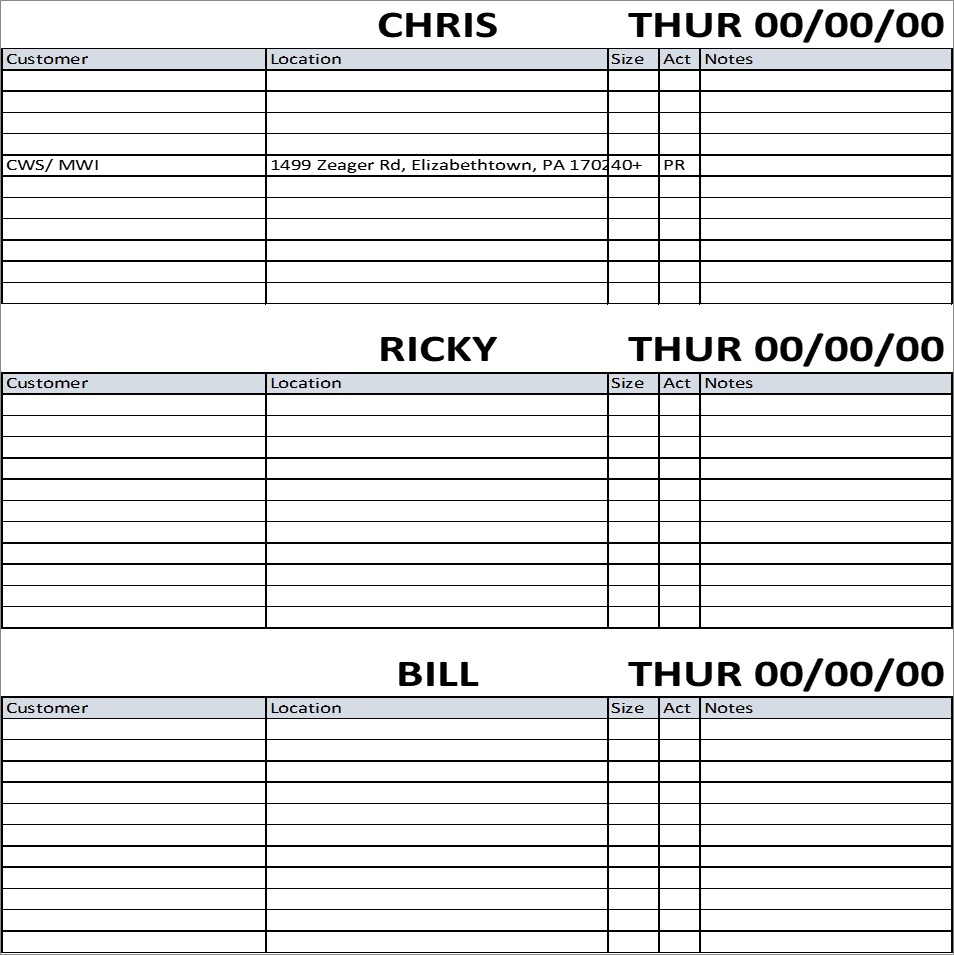 CHRIS THUR 00/00/00
Customer Location Size Act Notes
CWS/ MWI 1499 Zeager Rd, Elizabethtown, PA 1702 40+ PR
RICKY THUR 00/00/00
Customer Location Size Act Notes
BILL THUR 00/00/00
Customer Location Size Act Notes